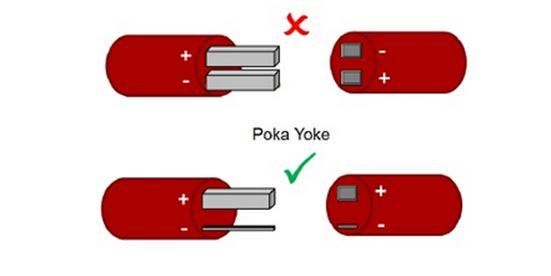 + -
- +
Poka Yoke
+ +
- -